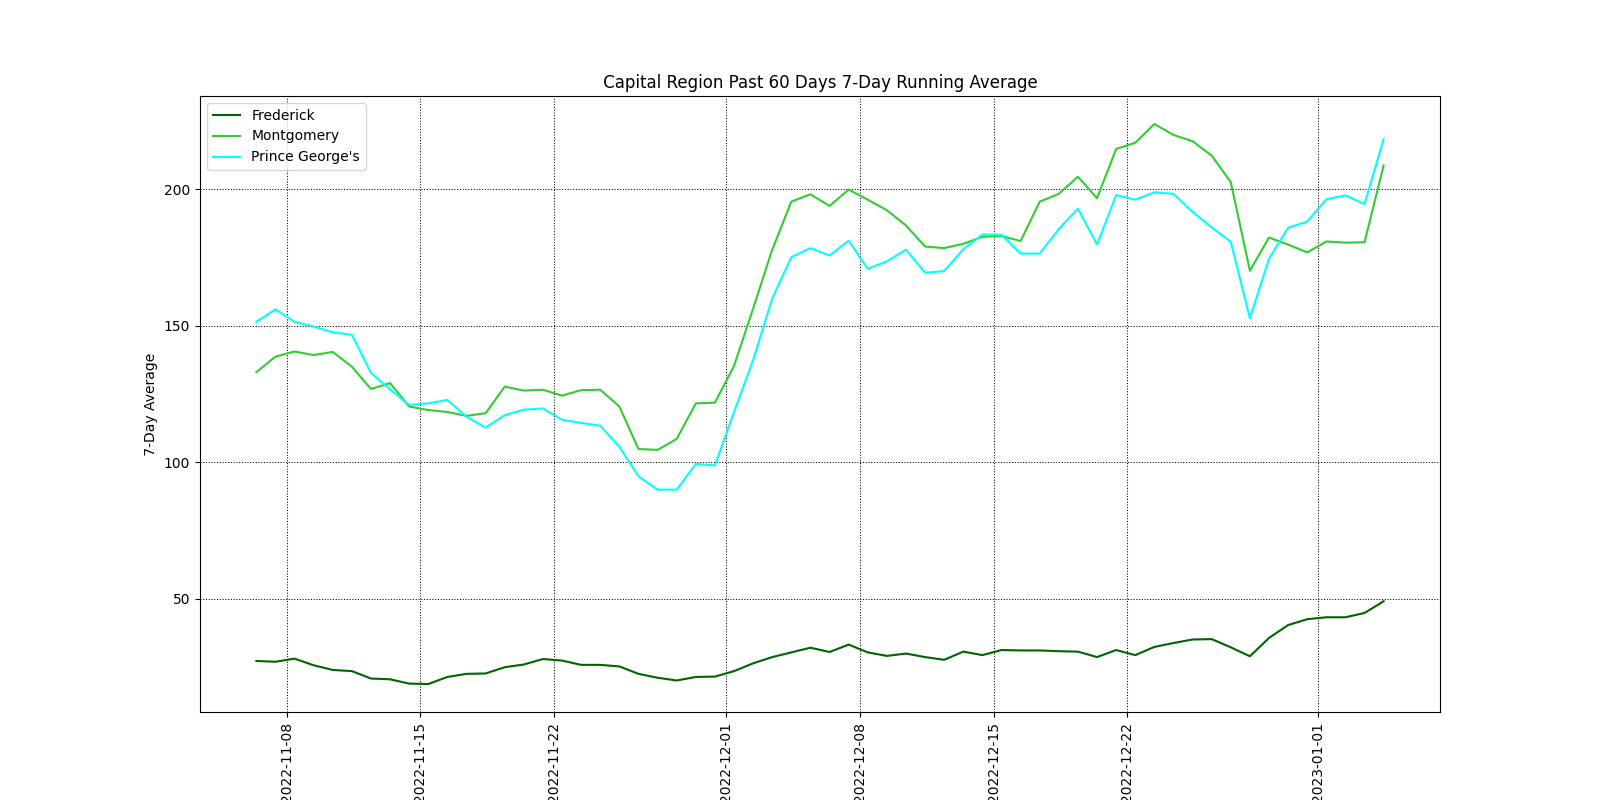 Capital Region Past 60 Days 7-Day Running Average
Frederick
Montgomery
Prince George's
7-Day Average
200
150
100
50
2022-11-08
2022-11-15
2022-11-22
2022-12-01
2022-12-08
2022-12-15
2022-12-22
2023-01-01